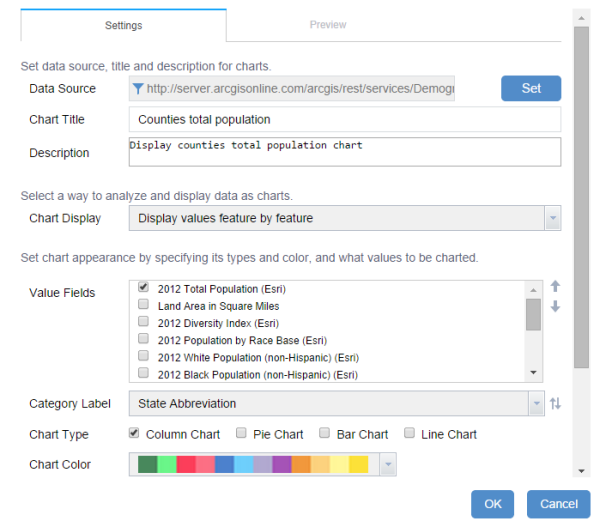 Settings
Preview
Set data source, title and description for charts.
Data Source http://server.arcgisonline.com/arcgis/rest/services/Demogr Set
Chart Title Counties total population
Description Display counties total population chart
Select a way to analyze and display data as charts.
Chart Display Display values feature by feature
Set chart appearance by specifying its types and color, and what values to be charted.
Value Fields 2012 Total Population (Esri)
Land Area in Square Miles
2012 Diversity Index (Esri)
2012 Population by Race Base (Esri)
2012 White Population (non-Hispanic) (Esri)
2012 Black Population (non-Hispanic) (Esri)
Category Label State Abbreviation
Chart Type Column Chart Pie Chart Bar Chart Line Chart
Chart Color
OK Cancel